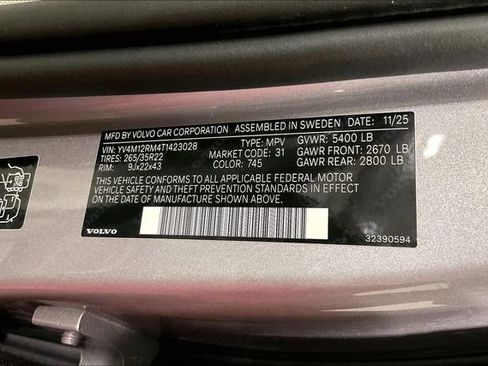 MFD. BY VOLVO CAR CORPORATION ASSEMBLED IN SWEDEN DATE: 11/25
VIN: YV4M12RM4T1423028 TYPE: MPV GVWR: 5400 LB
TIRES: 265/35R22 MARKET: 31 GAWR FRONT: 2670 LB
RIM: 9Jx22x43 COLOR: 745 GAWR REAR: 2800 LB
THIS VEHICLE CONFORMS TO ALL APPLICABLE FEDERAL MOTOR
VEHICLE SAFETY AND THEFT PREVENTION STANDARDS IN EFFECT
ON THE DATE OF MANUFACTURE SHOWN ABOVE.
VOLVO 32390594